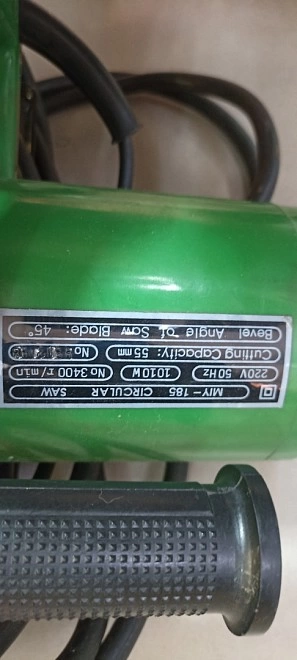 MIY-185 CIRCULAR SAW
220V 50Hz 1010W No 3400 r/min
Cutting Capacity: 55mm No
Bevel Angle of Saw Blade: 45°